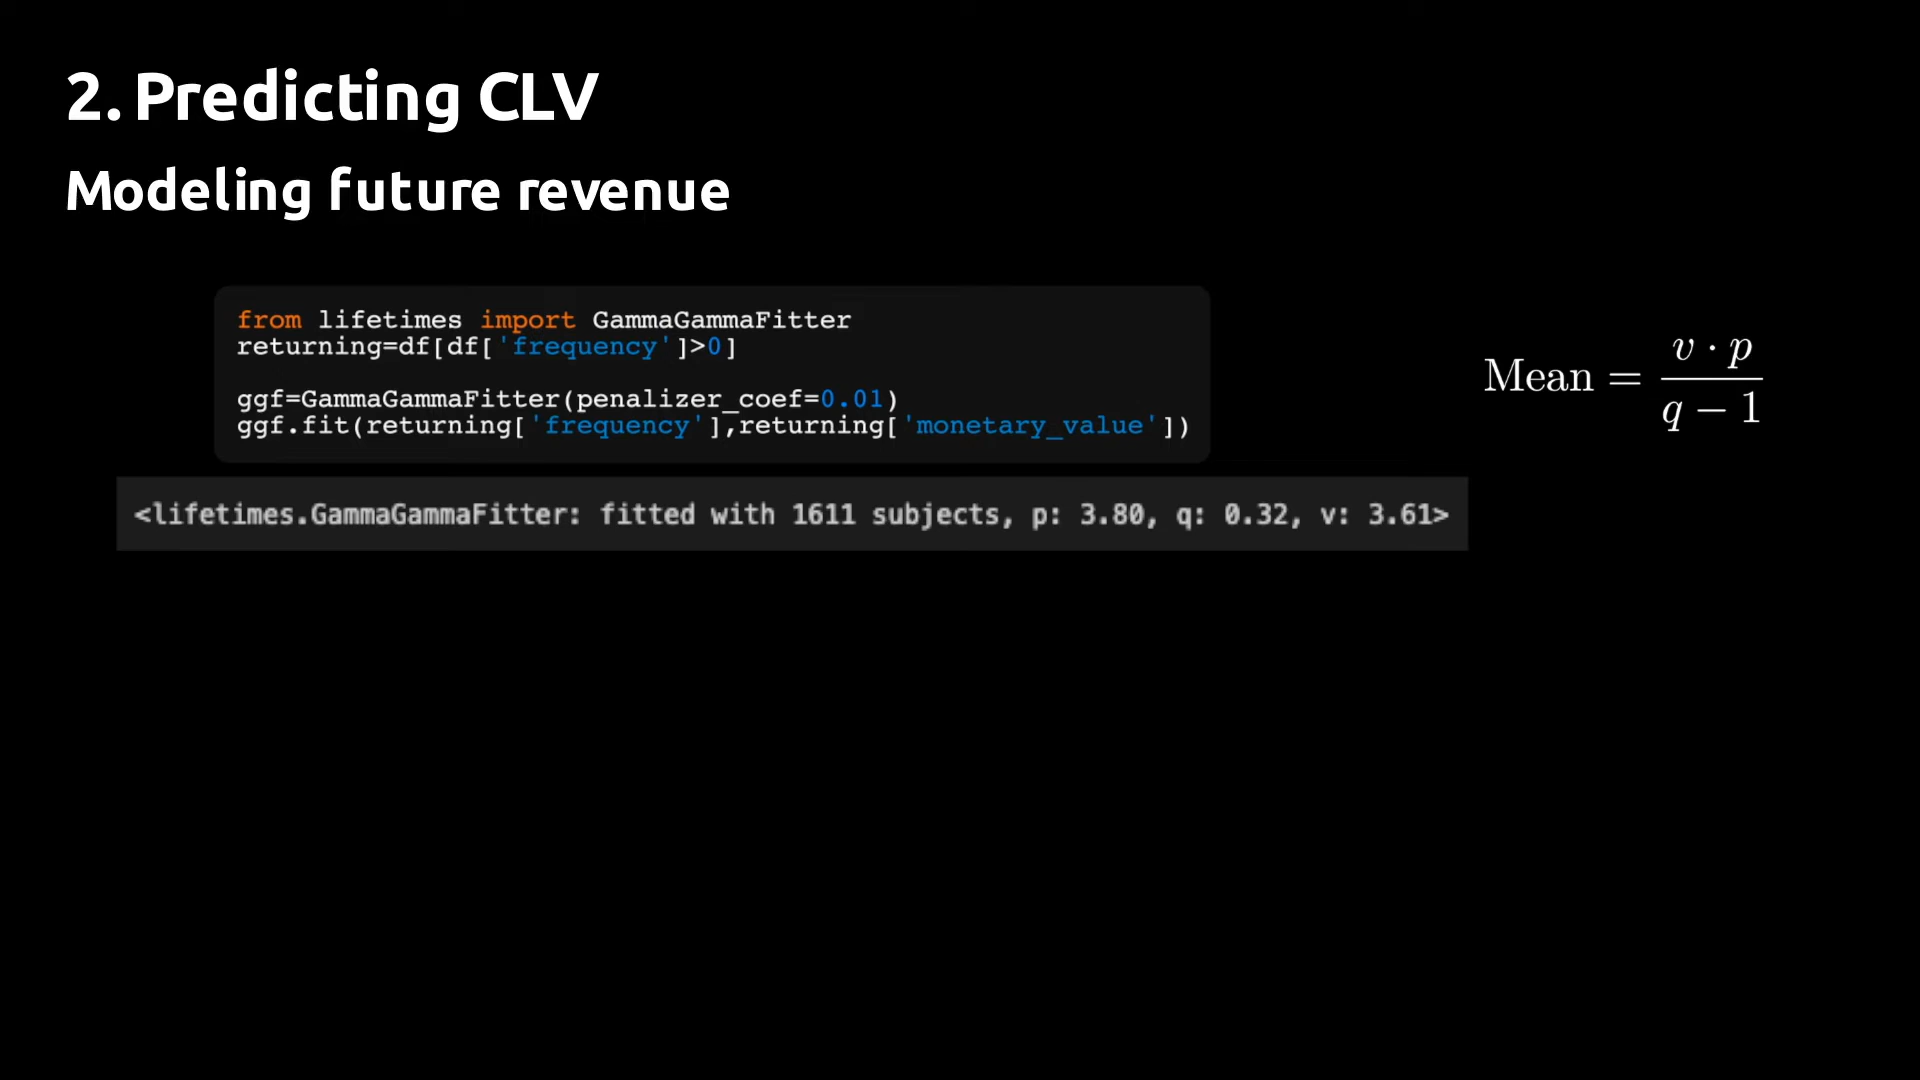 2. Predicting CLV
Modeling future revenue
from lifetimes import GammaGammaFitter
returning=df[df['frequency']>0]
ggf=GammaGammaFitter(penalizer_coef=0.01)
ggf.fit(returning['frequency'],returning['monetary_value'])
Mean = v · p / q − 1
<lifetimes.GammaGammaFitter: fitted with 1611 subjects, p: 3.80, q: 0.32, v: 3.61>